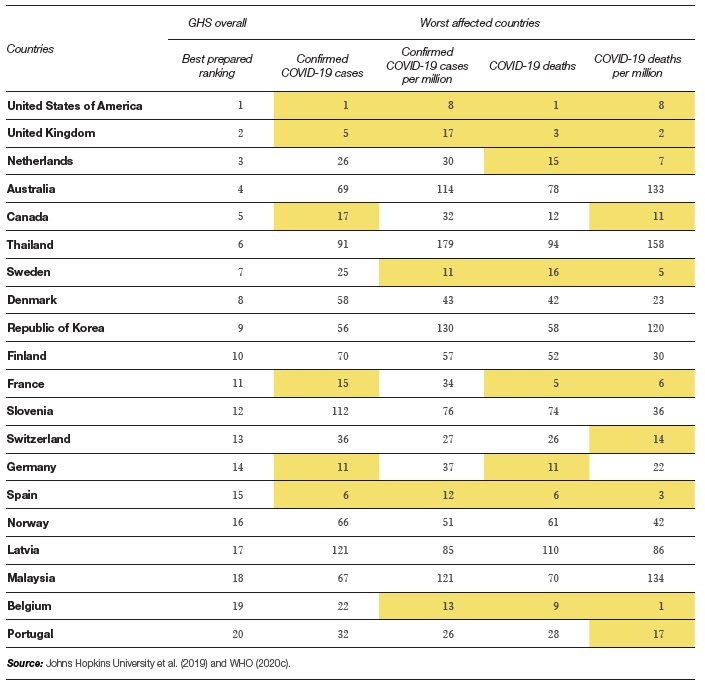 GHS overall Worst affected countries
Countries Best prepared ranking Confirmed COVID-19 cases Confirmed COVID-19 cases per million COVID-19 deaths COVID-19 deaths per million
United States of America 1 1 8 1 8
United Kingdom 2 5 17 3 2
Netherlands 3 26 30 15 7
Australia 4 69 114 78 133
Canada 5 17 32 12 11
Thailand 6 91 179 94 158
Sweden 7 25 11 16 5
Denmark 8 58 43 42 23
Republic of Korea 9 56 130 58 120
Finland 10 70 57 52 30
France 11 15 34 5 6
Slovenia 12 112 76 74 36
Switzerland 13 36 27 26 14
Germany 14 11 37 11 22
Spain 15 6 12 6 3
Norway 16 66 51 61 42
Latvia 17 121 85 110 86
Malaysia 18 67 121 70 134
Belgium 19 22 13 9 1
Portugal 20 32 26 28 17
Source: Johns Hopkins University et al. (2019) and WHO (2020c).